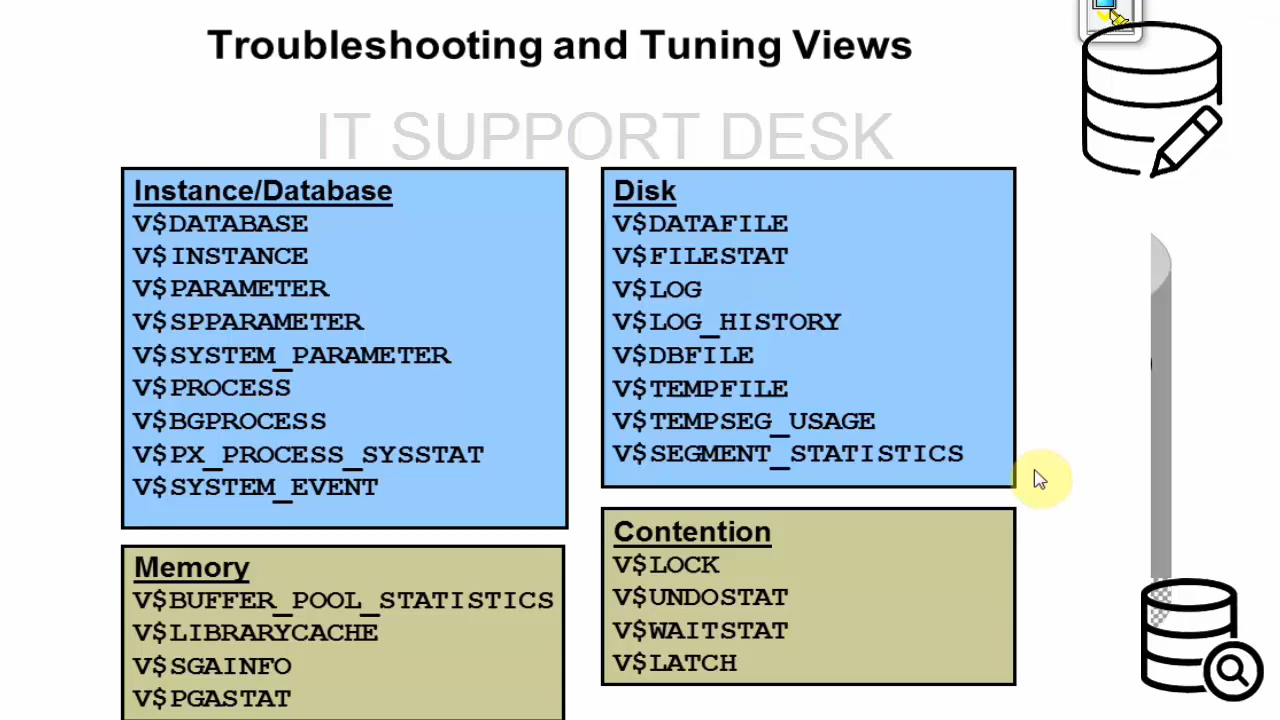 Troubleshooting and Tuning Views
IT SUPPORT DESK
Instance/Database
V$DATABASE
V$INSTANCE
V$PARAMETER
V$SPPARAMETER
V$SYSTEM_PARAMETER
V$PROCESS
V$BGPROCESS
V$PX_PROCESS_SYSSTAT
V$SYSTEM_EVENT
Memory
V$BUFFER_POOL_STATISTICS
V$LIBRARYCACHE
V$SGAINFO
V$PGASTAT
Disk
V$DATAFILE
V$FILESTAT
V$LOG
V$LOG_HISTORY
V$DBFILE
V$TEMPFILE
V$TEMPSEG_USAGE
V$SEGMENT_STATISTICS
Contention
V$LOCK
V$UNDOSTAT
V$WAITSTAT
V$LATCH